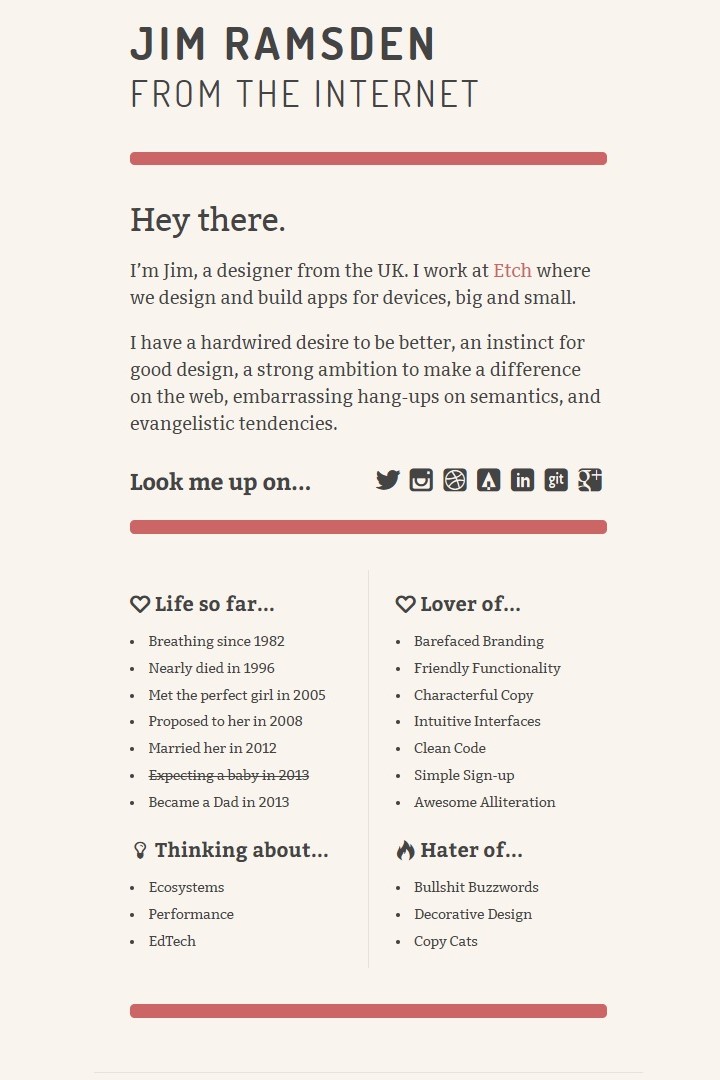 JIM RAMSDEN
FROM THE INTERNET
Hey there.
I’m Jim, a designer from the UK. I work at Etch where
we design and build apps for devices, big and small.
I have a hardwired desire to be better, an instinct for
good design, a strong ambition to make a difference
on the web, embarrassing hang-ups on semantics, and
evangelistic tendencies.
Look me up on...
in
git
g+
Life so far...
Breathing since 1982
Nearly died in 1996
Met the perfect girl in 2005
Proposed to her in 2008
Married her in 2012
Expecting a baby in 2013
Became a Dad in 2013
Thinking about...
Ecosystems
Performance
EdTech
Lover of...
Barefaced Branding
Friendly Functionality
Characterful Copy
Intuitive Interfaces
Clean Code
Simple Sign-up
Awesome Alliteration
Hater of...
Bullshit Buzzwords
Decorative Design
Copy Cats